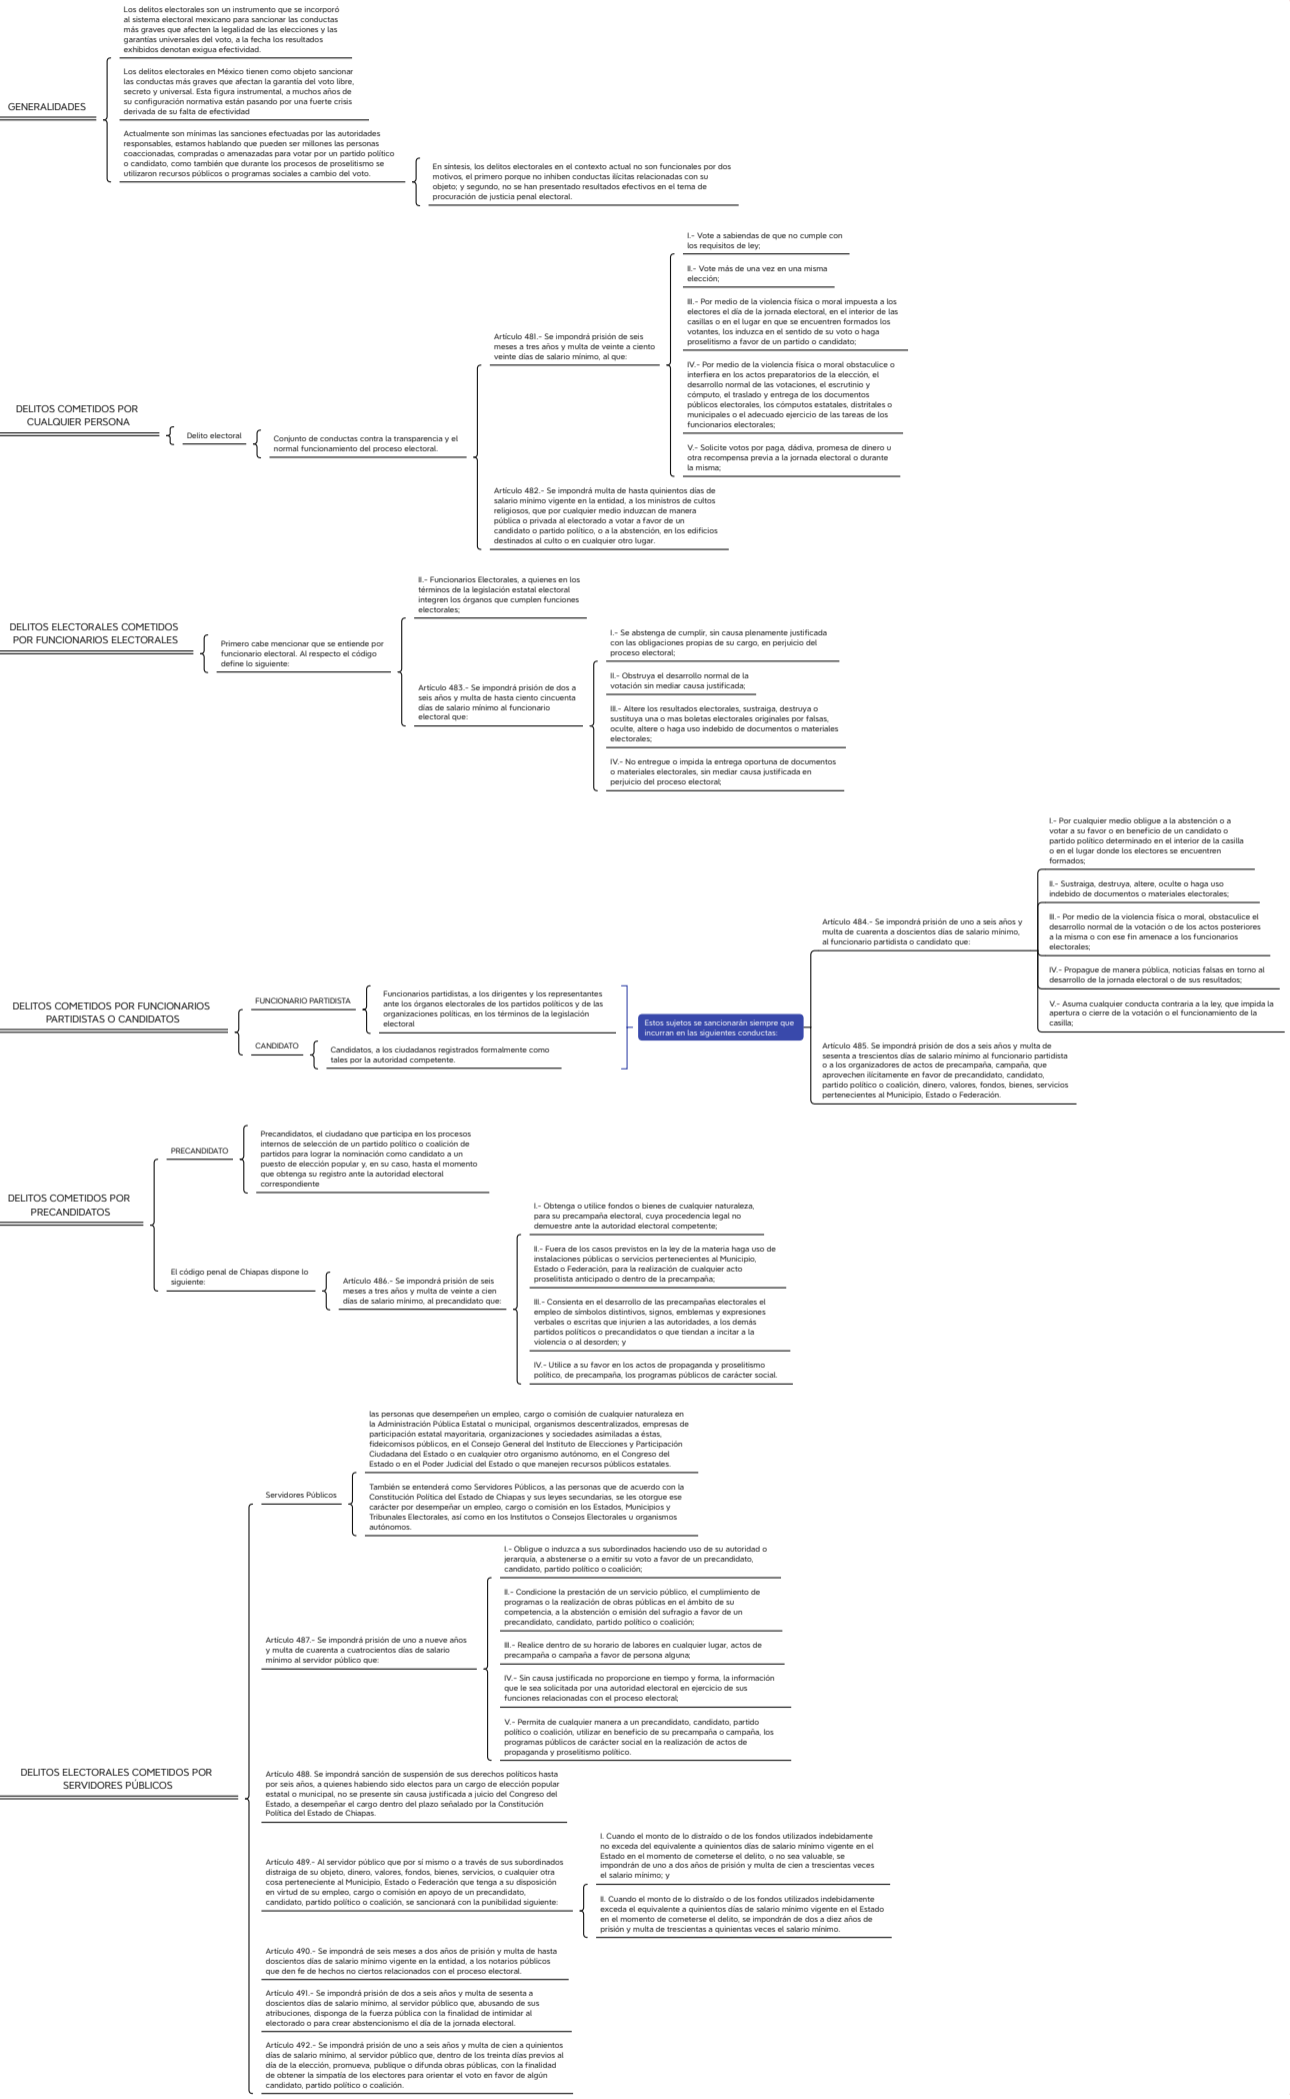 Los delitos electorales son un instrumento que se incorporó
al sistema electoral mexicano para sancionar las conductas
más graves que afecten la legalidad de las elecciones y las
garantías universales del voto, a la fecha los resultados
exhibidos denotan exigua efectividad.
GENERALIDADES
Los delitos electorales en México tienen como objeto sancionar
las conductas más graves que afectan la garantía del voto libre,
secreto y universal. Esta figura instrumental, a muchos años de
su configuración normativa están pasando por una fuerte crisis
derivada de su falta de efectividad
Actualmente son mínimas las sanciones efectuadas por las autoridades
responsables, estamos hablando que pueden ser millones las personas
coaccionadas, compradas o amenazadas para votar por un partido político
o candidato, como también que durante los procesos de proselitismo se
utilizaron recursos públicos o programas sociales a cambio del voto.
En síntesis, los delitos electorales en el contexto actual no son funcionales por dos
motivos, el primero porque no inhiben conductas ilícitas relacionadas con su
objeto; y segundo, no se han presentado resultados efectivos en el tema de
procuración de justicia penal electoral.
DELITOS COMETIDOS POR
CUALQUIER PERSONA
Delito electoral
Conjunto de conductas contra la transparencia y el
normal funcionamiento del proceso electoral.
Artículo 481.- Se impondrá prisión de seis
meses a tres años y multa de veinte a ciento
veinte días de salario mínimo, al que:
I.- Vote a sabiendas de que no cumple con
los requisitos de ley;
II.- Vote más de una vez en una misma
elección;
III.- Por medio de la violencia física o moral impuesta a los
electores el día de la jornada electoral, en el interior de las
casillas o en el lugar en que se encuentren formados los
votantes, los induzca en el sentido de su voto o haga
proselitismo a favor de un partido o candidato;
IV.- Por medio de la violencia física o moral obstaculice o
interfiera en los actos preparatorios de la elección, el
desarrollo normal de las votaciones, el escrutinio y
cómputo, el traslado y entrega de los documentos
públicos electorales, los cómputos estatales, distritales o
municipales o el adecuado ejercicio de las tareas de los
funcionarios electorales;
V.- Solicite votos por paga, dádiva, promesa de dinero u
otra recompensa previa a la jornada electoral o durante
la misma;
Artículo 482.- Se impondrá multa de hasta quinientos días de
salario mínimo vigente en la entidad, a los ministros de cultos
religiosos, que por cualquier medio induzcan de manera
pública o privada al electorado a votar a favor de un
candidato o partido político, o a la abstención, en los edificios
destinados al culto o en cualquier otro lugar.
DELITOS ELECTORALES COMETIDOS
POR FUNCIONARIOS ELECTORALES
Primero cabe mencionar que se entiende por
funcionario electoral. Al respecto el código
define lo siguiente:
II.- Funcionarios Electorales, a quienes en los
términos de la legislación estatal electoral
integren los órganos que cumplen funciones
electorales;
Artículo 483.- Se impondrá prisión de dos a
seis años y multa de hasta ciento cincuenta
días de salario mínimo al funcionario
electoral que:
I.- Se abstenga de cumplir, sin causa plenamente justificada
con las obligaciones propias de su cargo, en perjuicio del
proceso electoral;
II.- Obstruya el desarrollo normal de la
votación sin mediar causa justificada;
III.- Altere los resultados electorales, sustraiga, destruya o
sustituya una o mas boletas electorales originales por falsas,
oculte, altere o haga uso indebido de documentos o materiales
electorales;
IV.- No entregue o impida la entrega oportuna de documentos
o materiales electorales, sin mediar causa justificada en
perjuicio del proceso electoral;
DELITOS COMETIDOS POR FUNCIONARIOS
PARTIDISTAS O CANDIDATOS
FUNCIONARIO PARTIDISTA
Funcionarios partidistas, a los dirigentes y los representantes
ante los órganos electorales de los partidos políticos y de las
organizaciones políticas, en los términos de la legislación
electoral
CANDIDATO
Candidatos, a los ciudadanos registrados formalmente como
tales por la autoridad competente.
Estos sujetos se sancionarán siempre que
incurran en las siguientes conductas:
Artículo 484.- Se impondrá prisión de uno a seis años y
multa de cuarenta a doscientos días de salario mínimo,
al funcionario partidista o candidato que:
I.- Por cualquier medio obligue a la abstención o a
votar a su favor o en beneficio de un candidato o
partido político determinado en el interior de la casilla
o en el lugar donde los electores se encuentren
formados;
II.- Sustraiga, destruya, altere, oculte o haga uso
indebido de documentos o materiales electorales;
III.- Por medio de la violencia física o moral, obstaculice el
desarrollo normal de la votación o de los actos posteriores
a la misma o con ese fin amenace a los funcionarios
electorales;
IV.- Propague de manera pública, noticias falsas en torno al
desarrollo de la jornada electoral o de sus resultados;
V.- Asuma cualquier conducta contraria a la ley, que impida la
apertura o cierre de la votación o el funcionamiento de la
casilla;
Artículo 485. Se impondrá prisión de dos a seis años y multa de
sesenta a trescientos días de salario mínimo al funcionario partidista
o a los organizadores de actos de precampaña, campaña, que
aprovechen ilícitamente en favor de precandidato, candidato,
partido político o coalición, dinero, valores, fondos, bienes, servicios
pertenecientes al Municipio, Estado o Federación.
DELITOS COMETIDOS POR
PRECANDIDATOS
PRECANDIDATO
Precandidatos, el ciudadano que participa en los procesos
internos de selección de un partido político o coalición de
partidos para lograr la nominación como candidato a un
puesto de elección popular y, en su caso, hasta el momento
que obtenga su registro ante la autoridad electoral
correspondiente
El código penal de Chiapas dispone lo
siguiente:
Artículo 486.- Se impondrá prisión de seis
meses a tres años y multa de veinte a cien
días de salario mínimo, al precandidato que:
I.- Obtenga o utilice fondos o bienes de cualquier naturaleza,
para su precampaña electoral, cuya procedencia legal no
demuestre ante la autoridad electoral competente;
II.- Fuera de los casos previstos en la ley de la materia haga uso de
instalaciones públicas o servicios pertenecientes al Municipio,
Estado o Federación, para la realización de cualquier acto
proselitista anticipado o dentro de la precampaña;
III.- Consienta en el desarrollo de las precampañas electorales el
empleo de símbolos distintivos, signos, emblemas y expresiones
verbales o escritas que injurien a las autoridades, a los demás
partidos políticos o precandidatos o que tiendan a incitar a la
violencia o al desorden; y
IV.- Utilice a su favor en los actos de propaganda y proselitismo
político, de precampaña, los programas públicos de carácter social.
DELITOS ELECTORALES COMETIDOS POR
SERVIDORES PÚBLICOS
Servidores Públicos
las personas que desempeñen un empleo, cargo o comisión de cualquier naturaleza en
la Administración Pública Estatal o municipal, organismos descentralizados, empresas de
participación estatal mayoritaria, organizaciones y sociedades asimiladas a éstas,
fideicomisos públicos, en el Consejo General del Instituto de Elecciones y Participación
Ciudadana del Estado o en cualquier otro organismo autónomo, en el Congreso del
Estado o en el Poder Judicial del Estado o que manejen recursos públicos estatales.
También se entenderá como Servidores Públicos, a las personas que de acuerdo con la
Constitución Política del Estado de Chiapas y sus leyes secundarias, se les otorgue ese
carácter por desempeñar un empleo, cargo o comisión en los Estados, Municipios y
Tribunales Electorales, así como en los Institutos o Consejos Electorales u organismos
autónomos.
Artículo 487.- Se impondrá prisión de uno a nueve años
y multa de cuarenta a cuatrocientos días de salario
mínimo al servidor público que:
I.- Obligue o induzca a sus subordinados haciendo uso de su autoridad o
jerarquía, a abstenerse o a emitir su voto a favor de un precandidato,
candidato, partido político o coalición;
II.- Condicione la prestación de un servicio público, el cumplimiento de
programas o la realización de obras públicas en el ámbito de su
competencia, a la abstención o emisión del sufragio a favor de un
precandidato, candidato, partido político o coalición;
III.- Realice dentro de su horario de labores en cualquier lugar, actos de
precampaña o campaña a favor de persona alguna;
IV.- Sin causa justificada no proporcione en tiempo y forma, la información
que le sea solicitada por una autoridad electoral en ejercicio de sus
funciones relacionadas con el proceso electoral;
V.- Permita de cualquier manera a un precandidato, candidato, partido
político o coalición, utilizar en beneficio de su precampaña o campaña, los
programas públicos de carácter social en la realización de actos de
propaganda y proselitismo político.
Artículo 488. Se impondrá sanción de suspensión de sus derechos políticos hasta
por seis años, a quienes habiendo sido electos para un cargo de elección popular
estatal o municipal, no se presente sin causa justificada a juicio del Congreso del
Estado, a desempeñar el cargo dentro del plazo señalado por la Constitución
Política del Estado de Chiapas.
Artículo 489.- Al servidor público que por sí mismo o a través de sus subordinados
distraiga de su objeto, dinero, valores, fondos, bienes, servicios, o cualquier otra
cosa perteneciente al Municipio, Estado o Federación que tenga a su disposición
en virtud de su empleo, cargo o comisión en apoyo de un precandidato,
candidato, partido político o coalición, se sancionará con la punibilidad siguiente:
I. Cuando el monto de lo distraído o de los fondos utilizados indebidamente
no exceda del equivalente a quinientos días de salario mínimo vigente en el
Estado en el momento de cometerse el delito, o no sea valuable, se
impondrán de uno a dos años de prisión y multa de cien a trescientas veces
el salario mínimo; y
II. Cuando el monto de lo distraído o de los fondos utilizados indebidamente
exceda el equivalente a quinientos días de salario mínimo vigente en el Estado
en el momento de cometerse el delito, se impondrán de dos a diez años de
prisión y multa de trescientas a quinientas veces el salario mínimo.
Artículo 490.- Se impondrá de seis meses a dos años de prisión y multa de hasta
doscientos días de salario mínimo vigente en la entidad, a los notarios públicos
que den fe de hechos no ciertos relacionados con el proceso electoral.
Artículo 491.- Se impondrá prisión de dos a seis años y multa de sesenta a
doscientos días de salario mínimo, al servidor público que, abusando de sus
atribuciones, disponga de la fuerza pública con la finalidad de intimidar al
electorado o para crear abstencionismo el día de la jornada electoral.
Artículo 492.- Se impondrá prisión de uno a seis años y multa de cien a quinientos
días de salario mínimo, al servidor público que, dentro de los treinta días previos al
día de la elección, promueva, publique o difunda obras públicas, con la finalidad
de obtener la simpatía de los electores para orientar el voto en favor de algún
candidato, partido político o coalición.